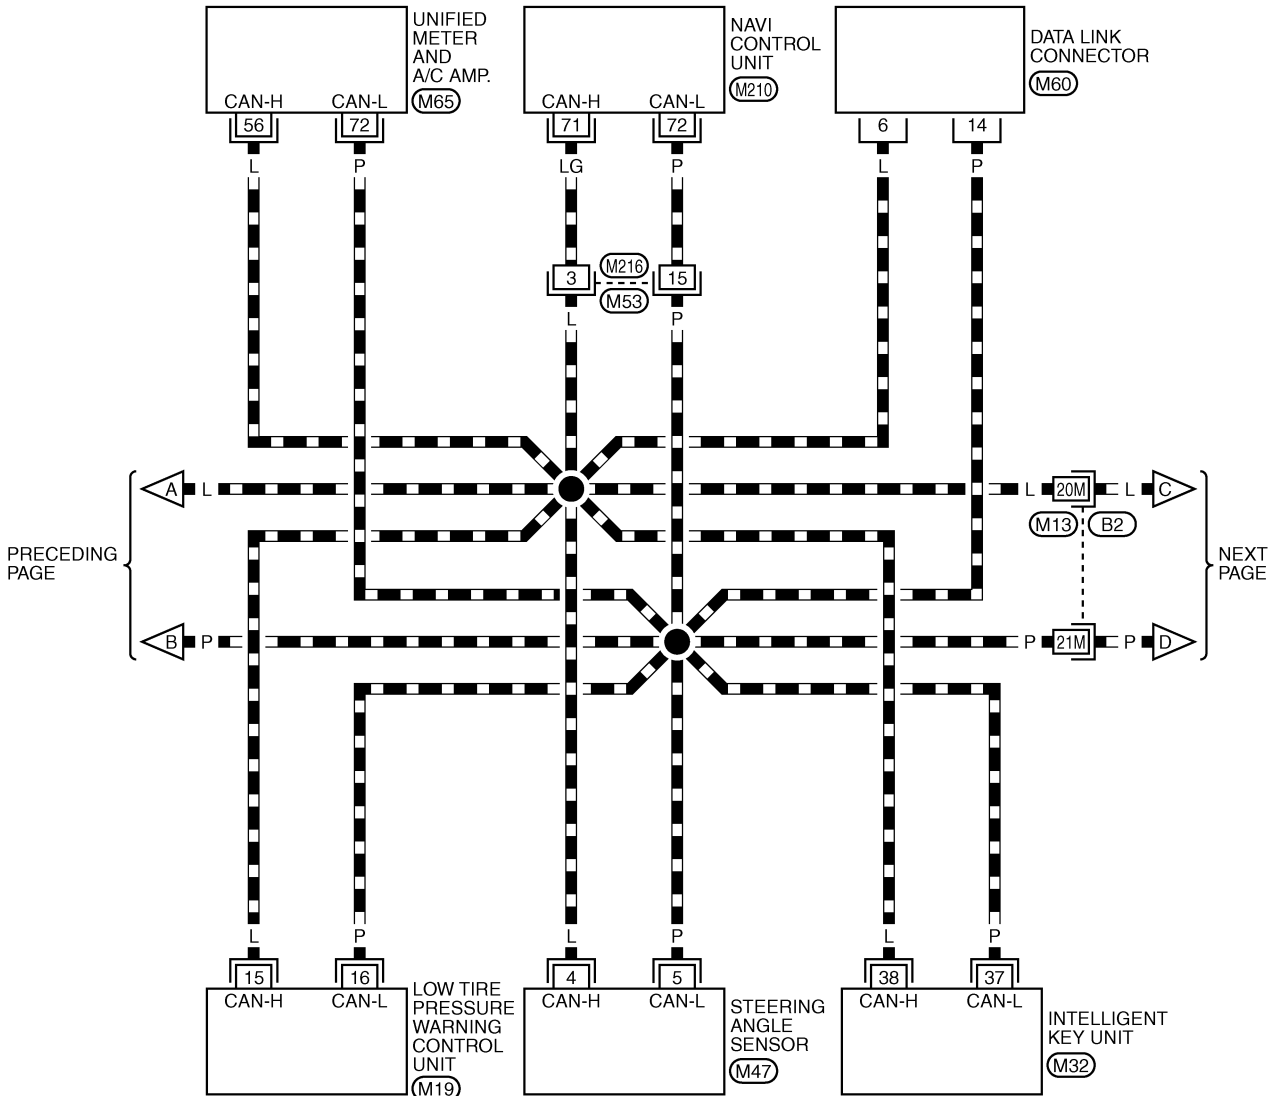 UNIFIED
METER
AND
A/C AMP.
M65
CAN-H CAN-L
56 72
L P
NAVI
CONTROL
UNIT
M210
CAN-H CAN-L
71 72
LG P
DATA LINK
CONNECTOR
M60
6 14
L P
3 M216 15
M53
L P
A L L 20M L C
M13 B2
PRECEDING
PAGE
NEXT
PAGE
B P P 21M P D
L P L P L P
15 16 4 5 38 37
CAN-H CAN-L
LOW TIRE
PRESSURE
WARNING
CONTROL
UNIT
M19
CAN-H CAN-L
STEERING
ANGLE
SENSOR
M47
CAN-H CAN-L
INTELLIGENT
KEY UNIT
M32